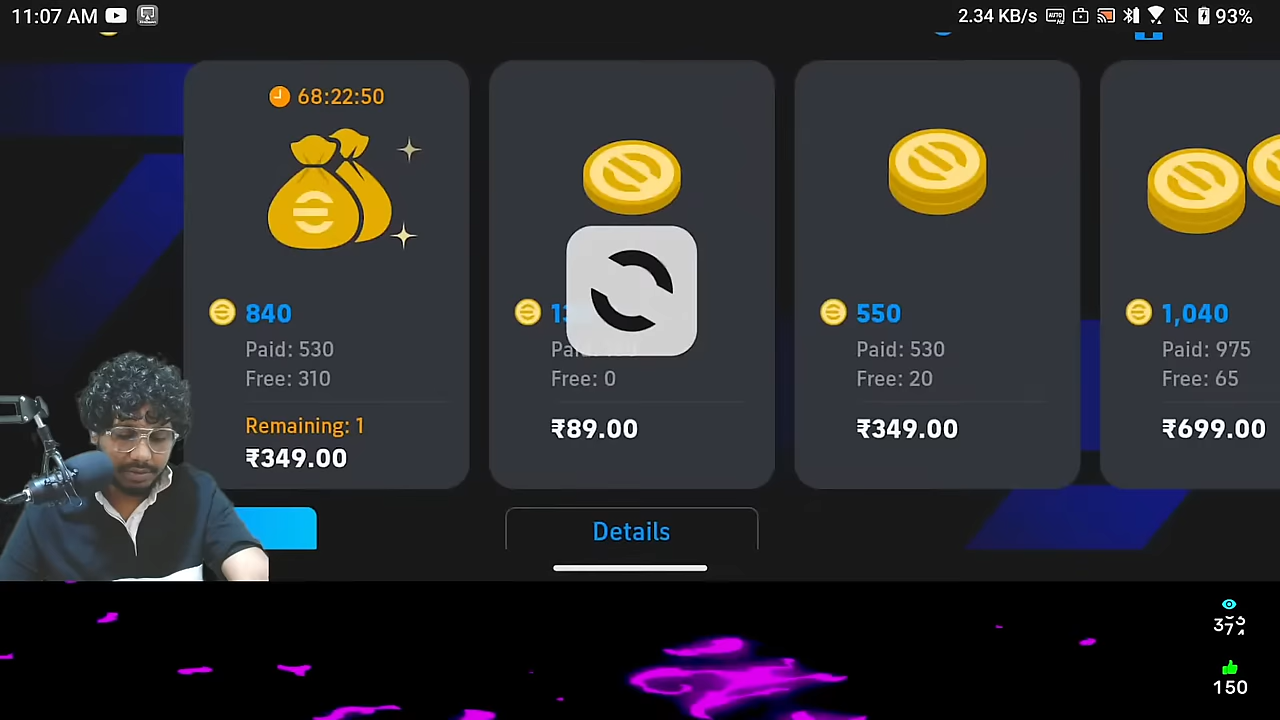 11:07 AM
2.34 KB/s
93%
68:22:50
840
Paid: 530
Free: 310
Remaining: 1
₹349.00
Free: 0
₹89.00
550
Paid: 530
Free: 20
₹349.00
1,040
Paid: 975
Free: 65
₹699.00
Details
150